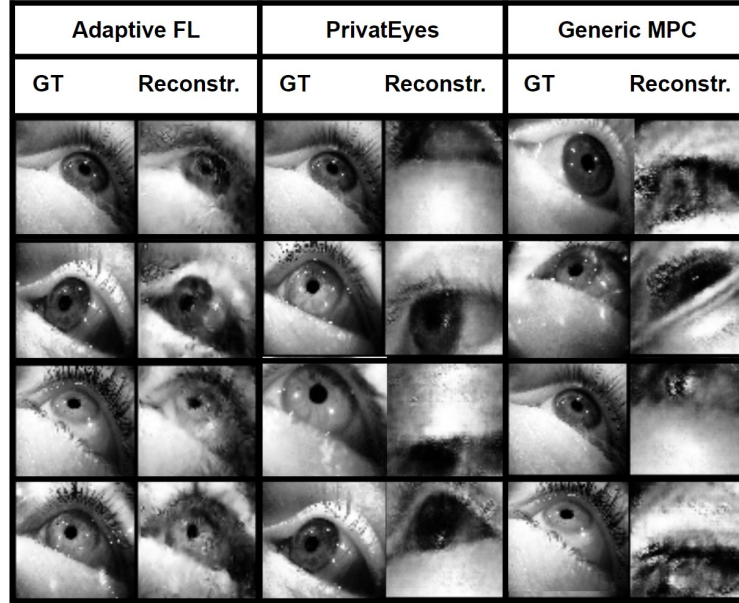 Adaptive FL PrivatEyes Generic MPC
GT Reconstr. GT Reconstr. GT Reconstr.